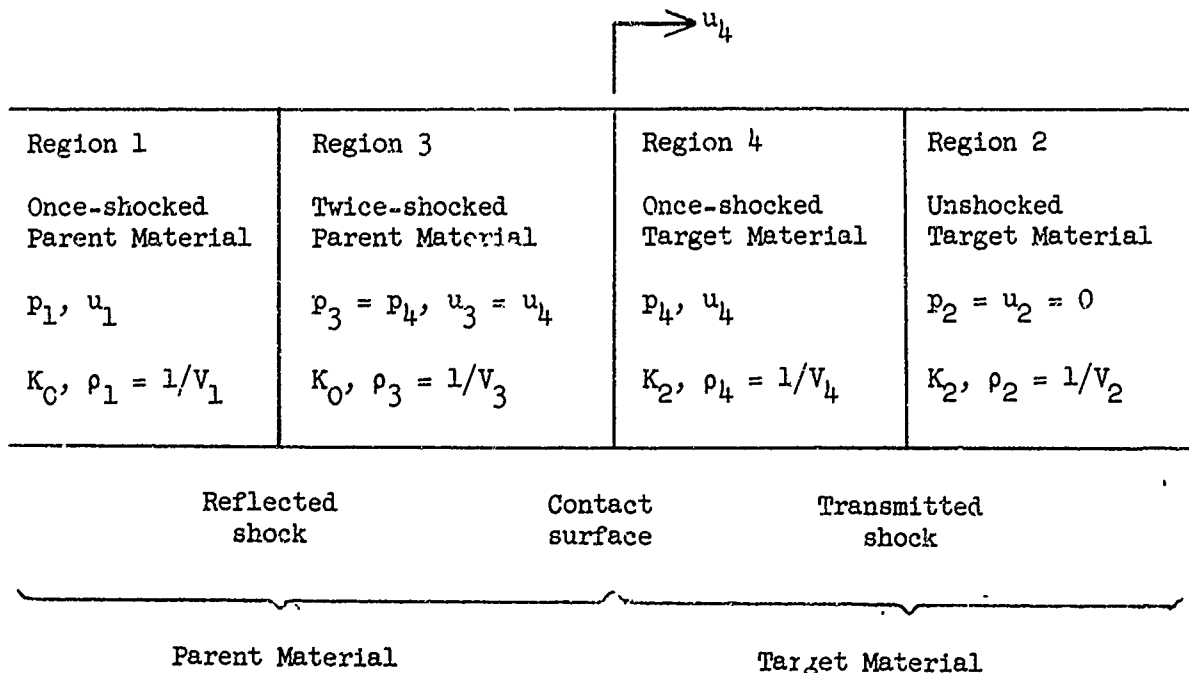 u₄
Region 1 Region 3 Region 4 Region 2
Once-shocked Twice-shocked Once-shocked Unshocked
Parent Material Parent Material Target Material Target Material
p₁, u₁ p₃ = p₄, u₃ = u₄ p₄, u₄ p₂ = u₂ = 0
K_C, ρ₁ = 1/V₁ K₀, ρ₃ = 1/V₃ K₂, ρ₄ = 1/V₄ K₂, ρ₂ = 1/V₂
Reflected Contact Transmitted
shock surface shock
Parent Material Target Material